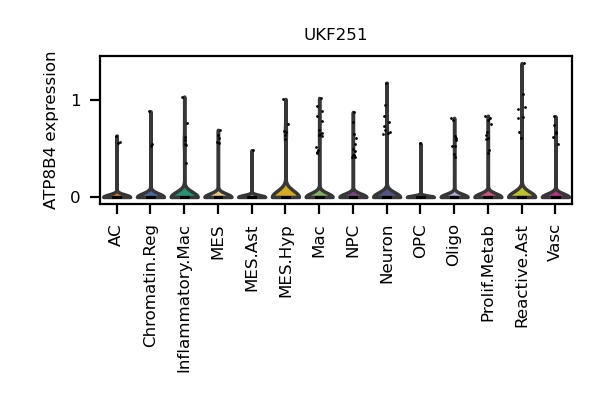 UKF251
ATP8B4 expression
1
0
AC
Chromatin.Reg
Inflammatory.Mac
MES
MES.Ast
MES.Hyp
Mac
NPC
Neuron
OPC
Oligo
Prolif.Metab
Reactive.Ast
Vasc